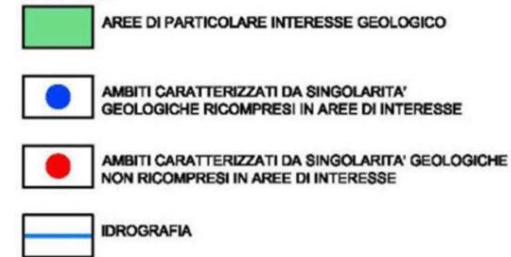 AREE DI PARTICOLARE INTERESSE GEOLOGICO
AMBITI CARATTERIZZATI DA SINGOLARITA'
GEOLOGICHE RICOMPRESI IN AREE DI INTERESSE
AMBITI CARATTERIZZATI DA SINGOLARITA' GEOLOGICHE
NON RICOMPRESI IN AREE DI INTERESSE
IDROGRAFIA